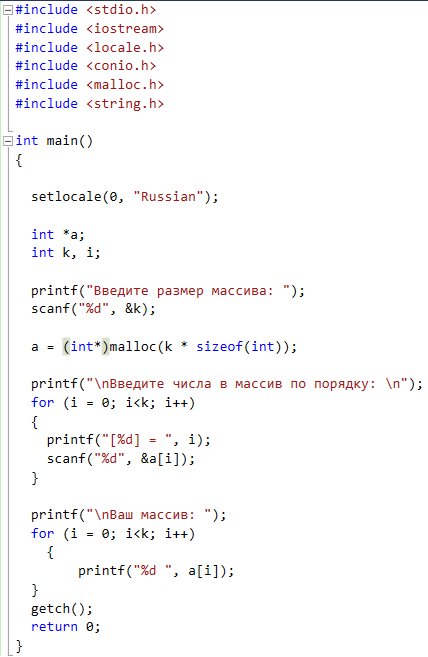 #include <stdio.h>
#include <iostream>
#include <locale.h>
#include <conio.h>
#include <malloc.h>
#include <string.h>
int main()
{
setlocale(0, "Russian");
int *a;
int k, i;
printf("Введите размер массива: ");
scanf("%d", &k);
a = (int*)malloc(k * sizeof(int));
printf("\nВведите числа в массив по порядку: \n");
for (i = 0; i<k; i++)
{
printf("[%d] = ", i);
scanf("%d", &a[i]);
}
printf("\nВаш массив: ");
for (i = 0; i<k; i++)
{
printf("%d ", a[i]);
}
getch();
return 0;
}